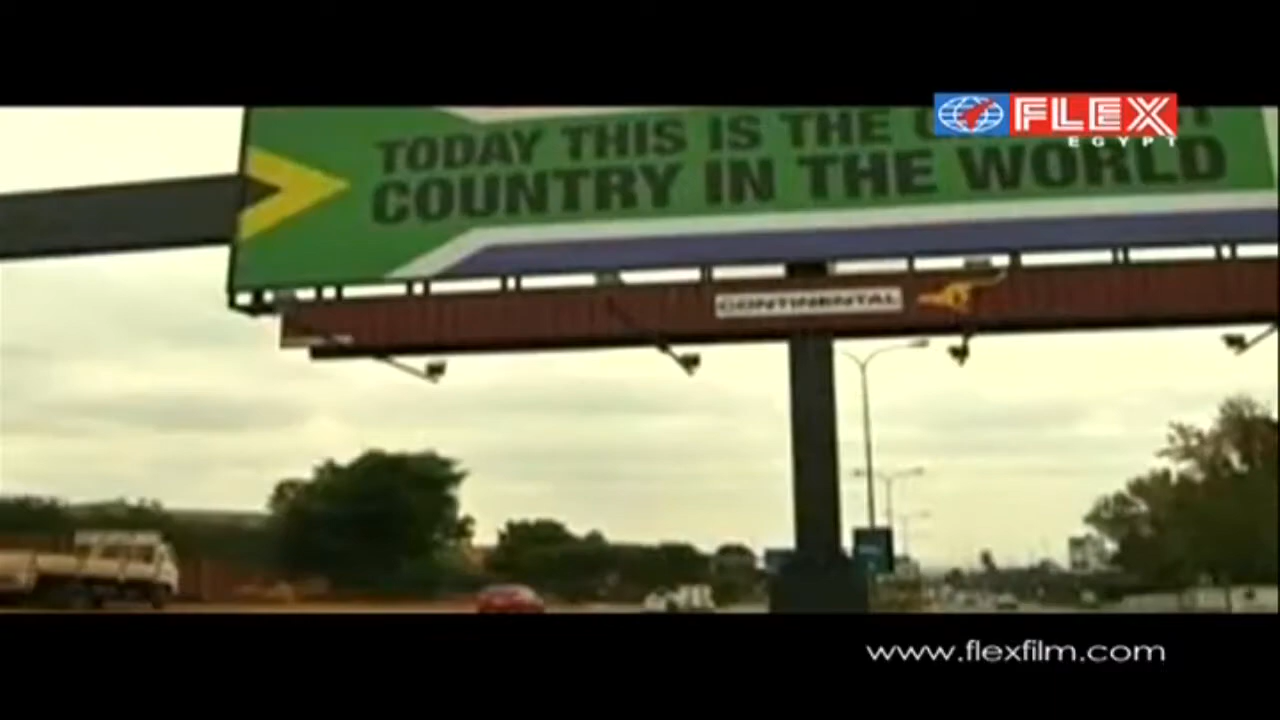 FLEX
EGYPT
TODAY THIS IS THE
COUNTRY IN THE WORLD
CONTINENTAL
www.flexfilm.com